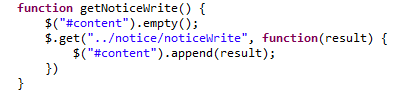 function getNoticeWrite() {
    $("#content").empty();
    $.get("../notice/noticeWrite", function(result) {
        $("#content").append(result);
    })
}